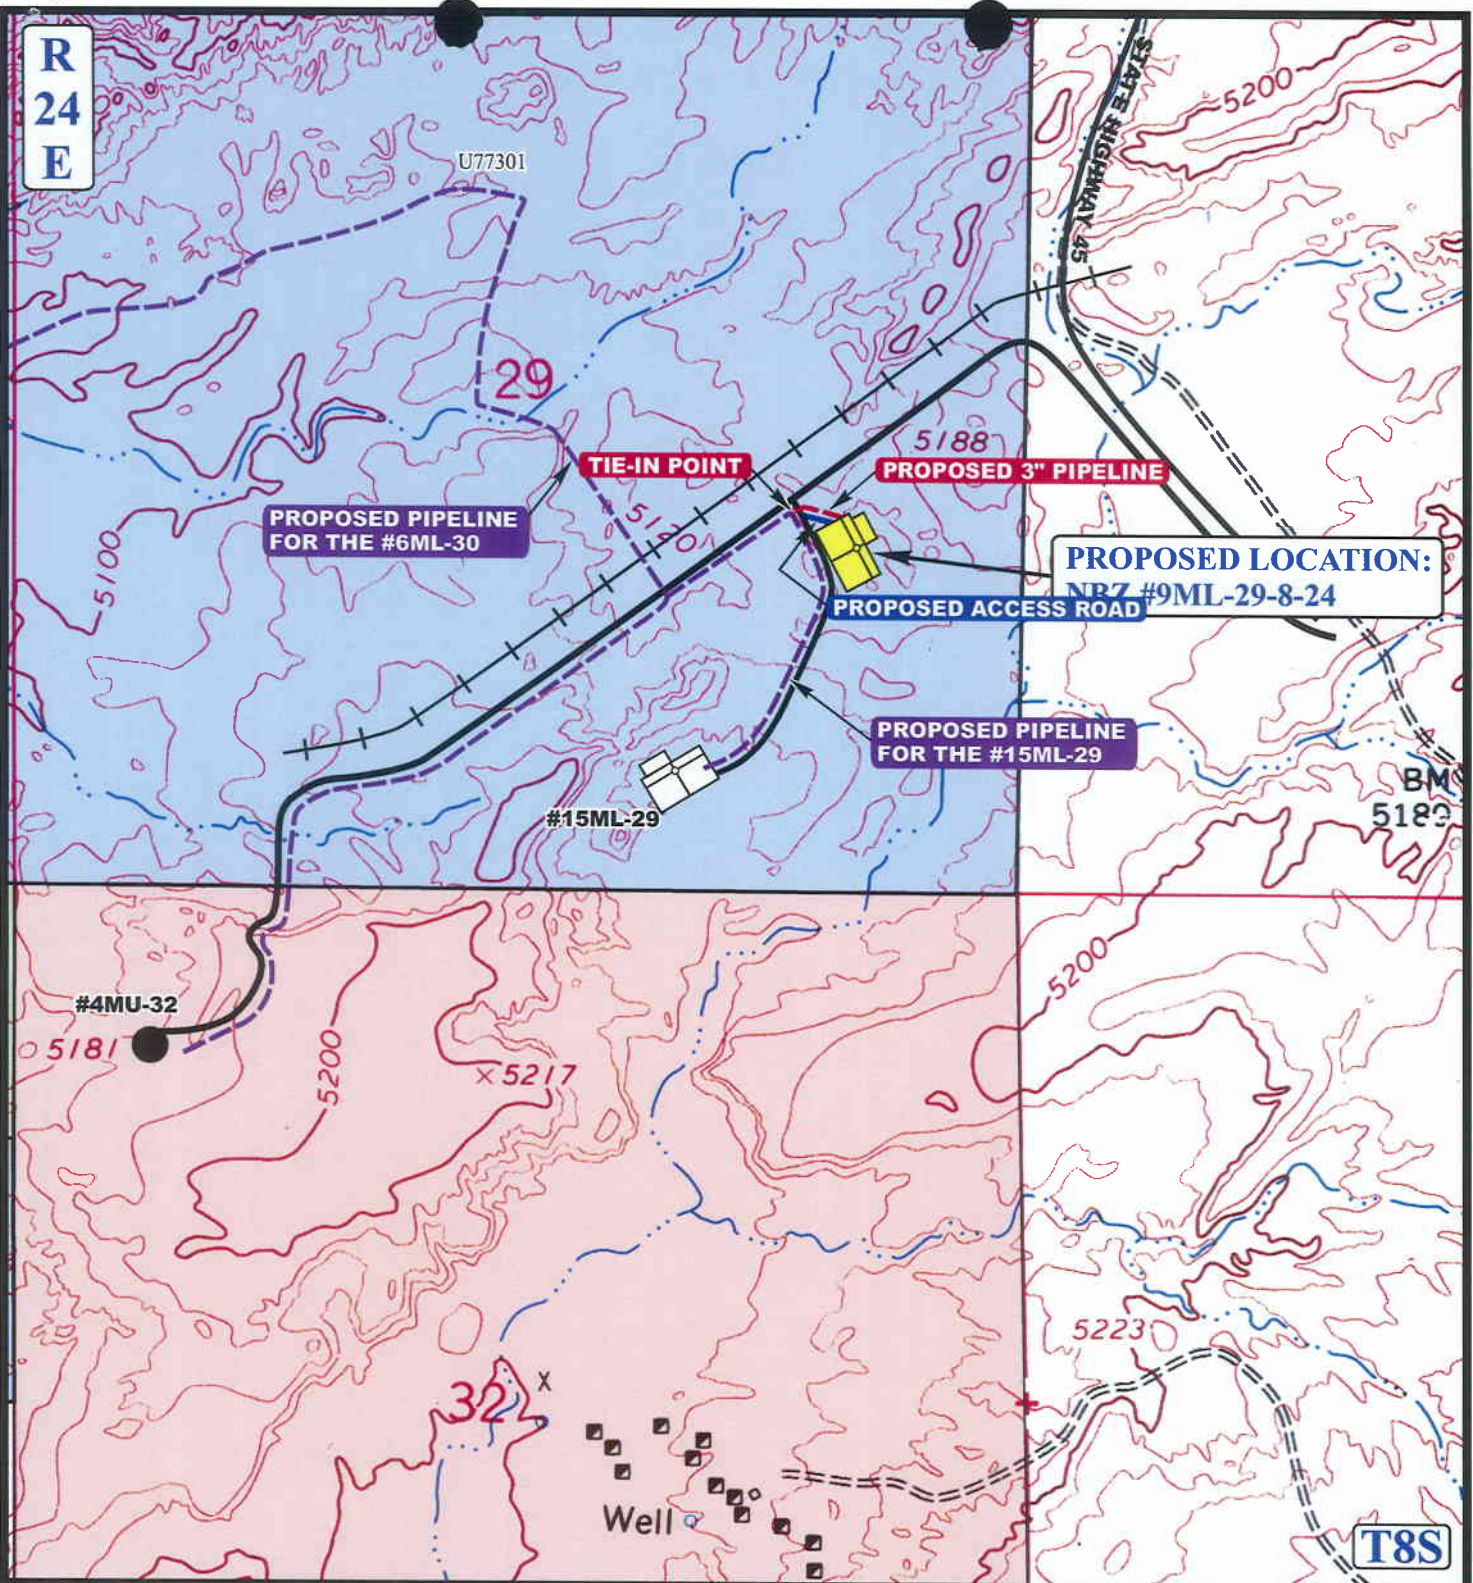 R
24
E
STATE HIGHWAY 45
5200
U77301
29
5188
TIE-IN POINT
PROPOSED 3" PIPELINE
PROPOSED PIPELINE
FOR THE #6ML-30
5120
5100
PROPOSED LOCATION:
NBZ #9ML-29-8-24
PROPOSED ACCESS ROAD
PROPOSED PIPELINE
FOR THE #15ML-29
BM
5189
#15ML-29
5200
#4MU-32
5181
5200
×5217
5223
32
X
Well
T8S